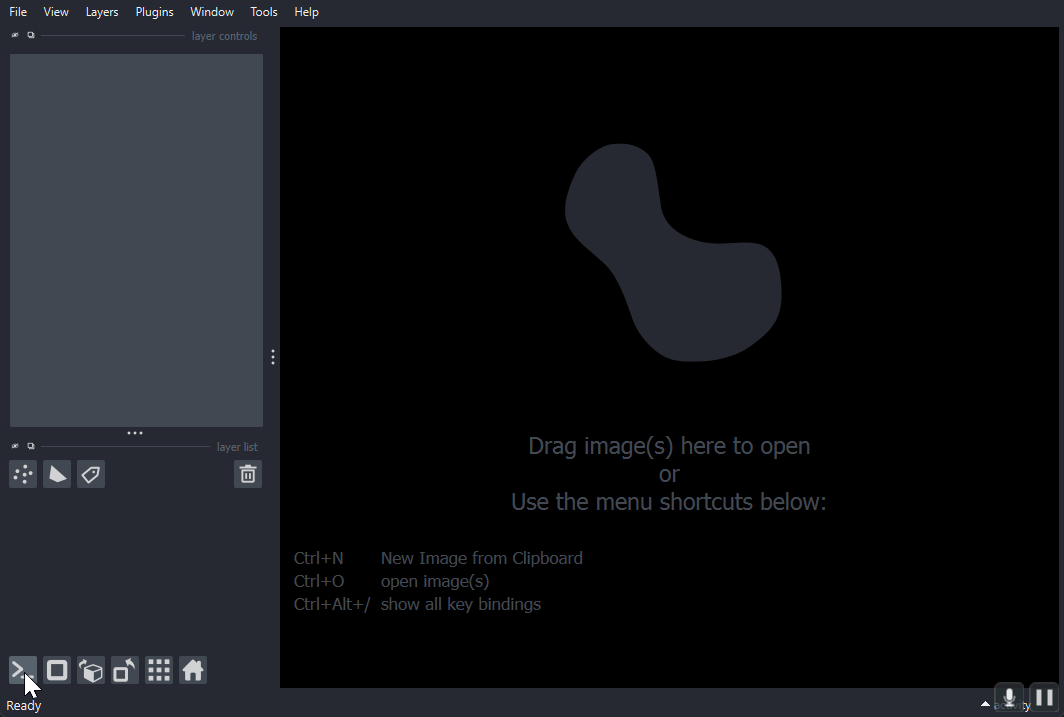 File View Layers Plugins Window Tools Help
layer controls
Drag image(s) here to open
or
Use the menu shortcuts below:
layer list
Ctrl+N New Image from Clipboard
Ctrl+O open image(s)
Ctrl+Alt+/ show all key bindings
Ready